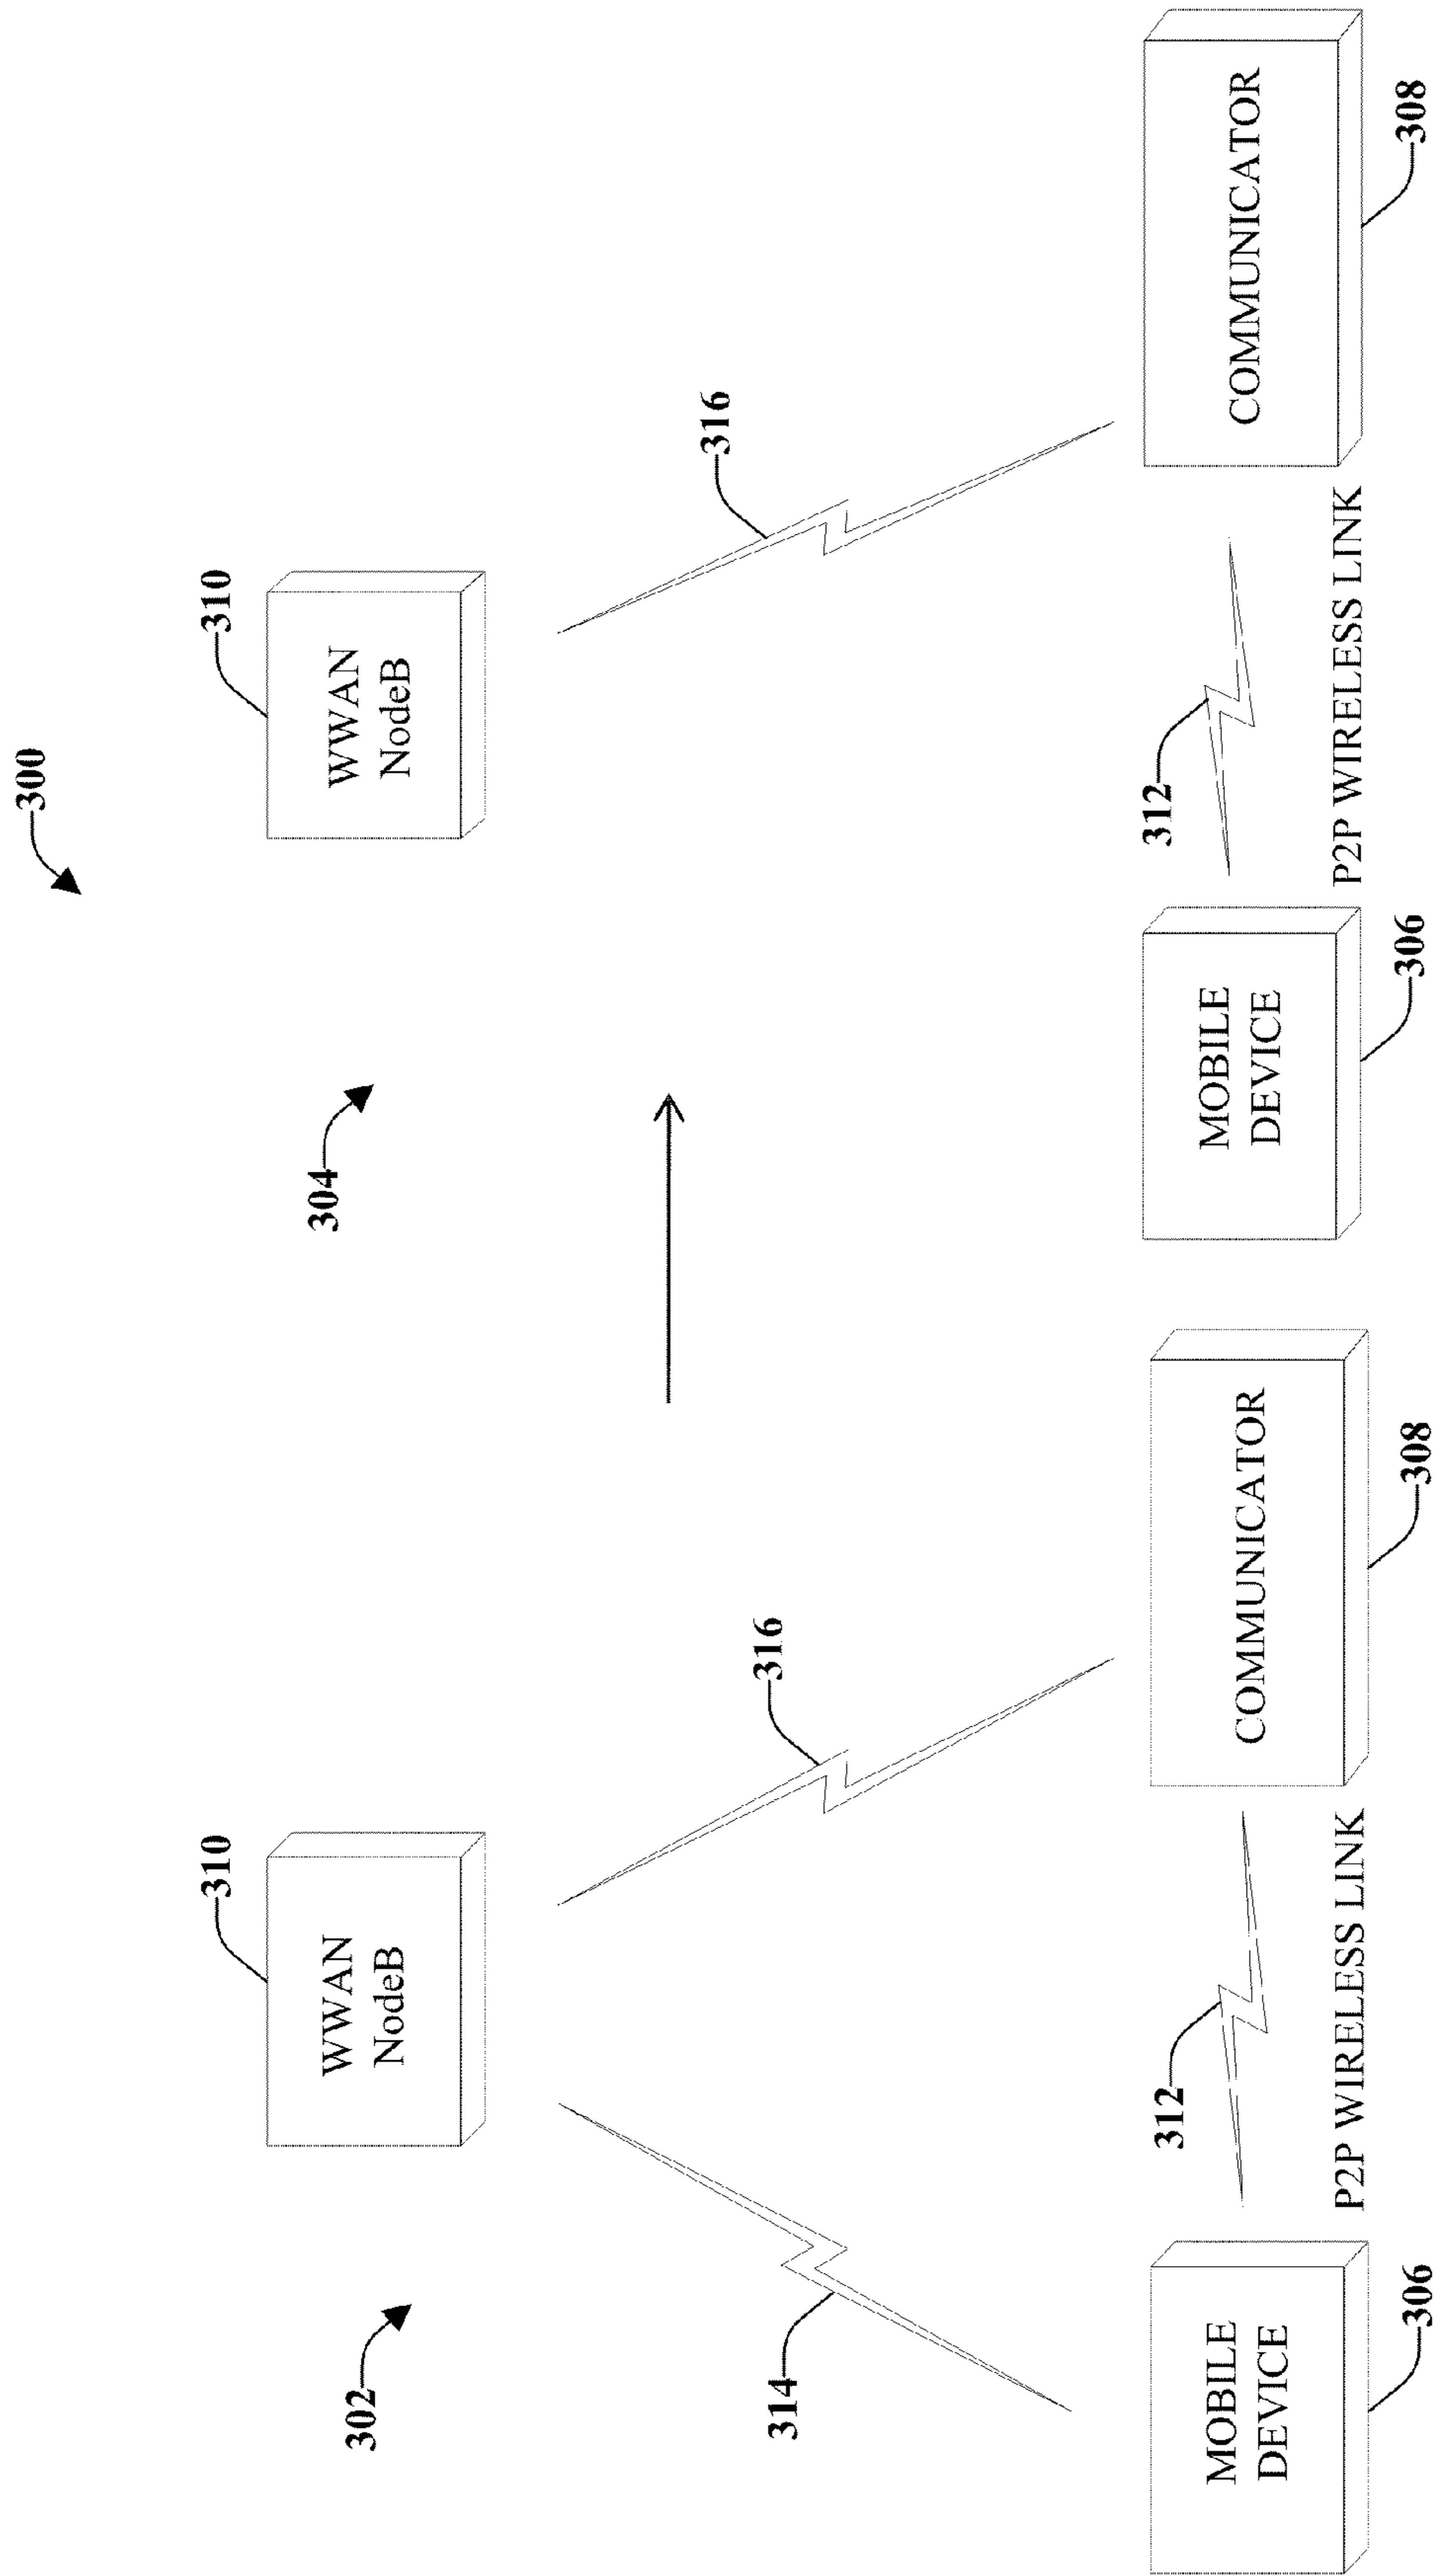 300
302
310
WWAN
NodeB
314
316
MOBILE
DEVICE
306
312
P2P WIRELESS LINK
COMMUNICATOR
308
304
310
WWAN
NodeB
316
MOBILE
DEVICE
306
312
P2P WIRELESS LINK
COMMUNICATOR
308